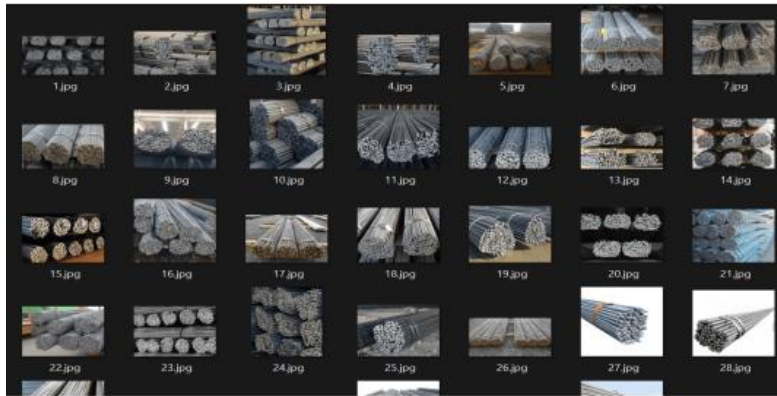 1.jpg 2.jpg 3.jpg 4.jpg 5.jpg 6.jpg 7.jpg
8.jpg 9.jpg 10.jpg 11.jpg 12.jpg 13.jpg 14.jpg
15.jpg 16.jpg 17.jpg 18.jpg 19.jpg 20.jpg 21.jpg
22.jpg 23.jpg 24.jpg 25.jpg 26.jpg 27.jpg 28.jpg